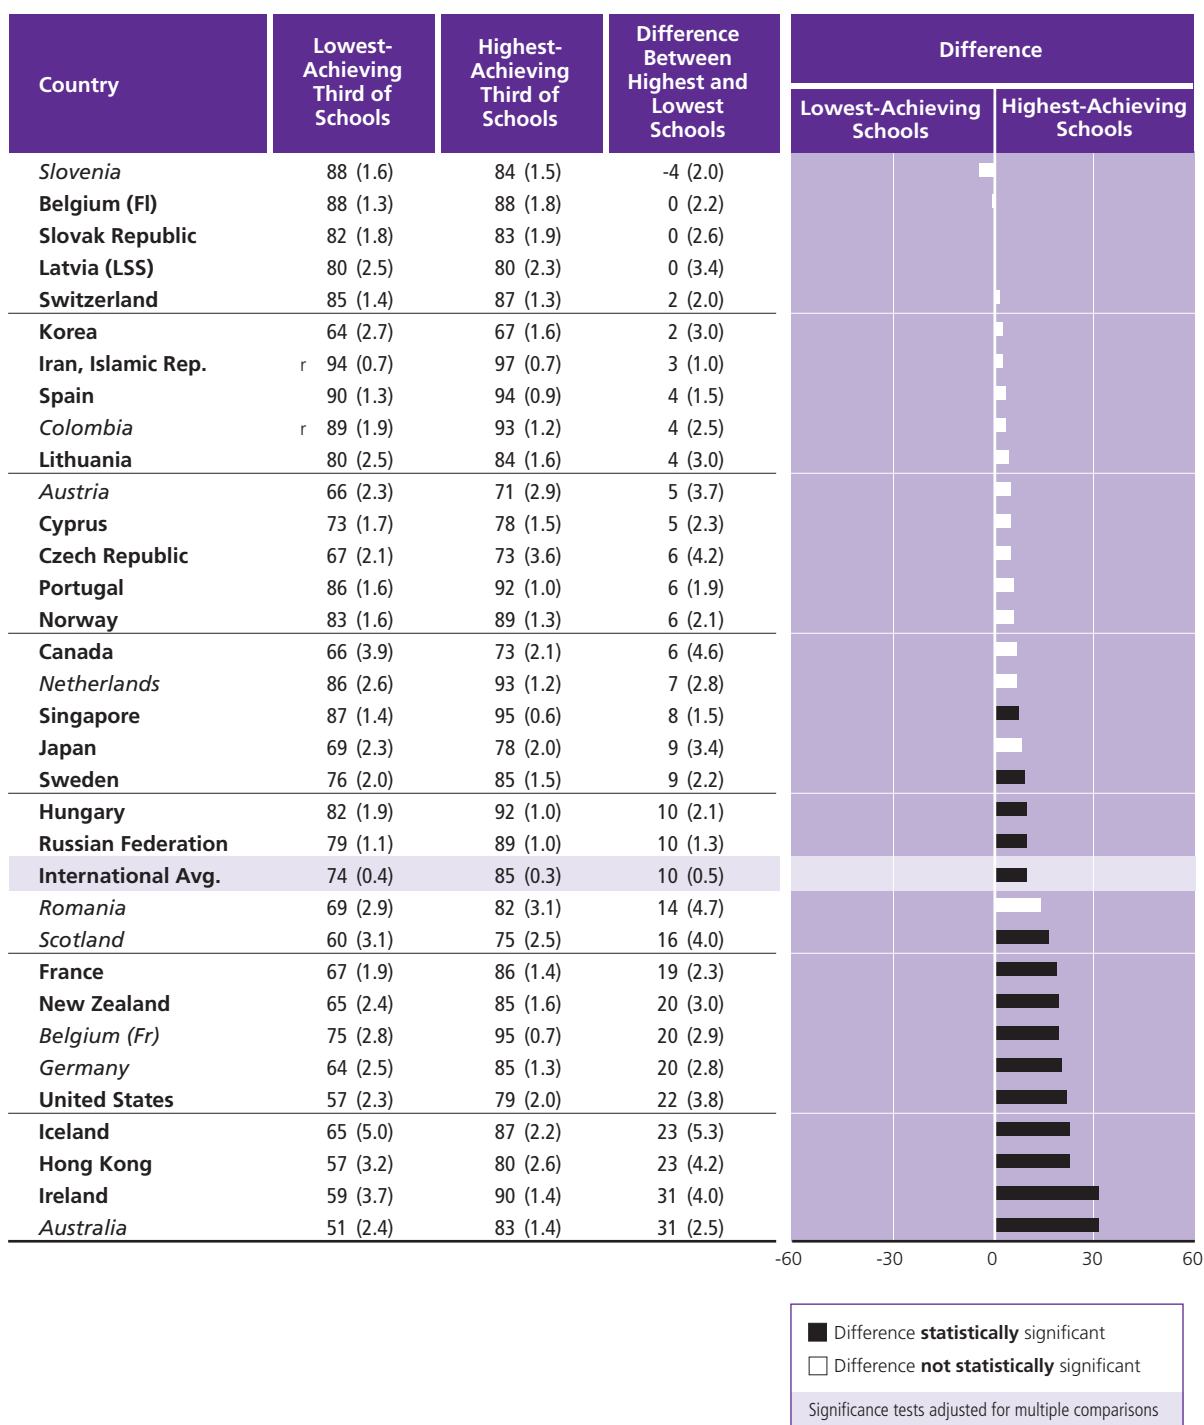 Country
Lowest-
Achieving
Third of
Schools
Highest-
Achieving
Third of
Schools
Difference
Between
Highest and
Lowest
Schools
Difference
Lowest-Achieving
Schools
Highest-Achieving
Schools
Slovenia 88 (1.6) 84 (1.5) -4 (2.0)
Belgium (Fl) 88 (1.3) 88 (1.8) 0 (2.2)
Slovak Republic 82 (1.8) 83 (1.9) 0 (2.6)
Latvia (LSS) 80 (2.5) 80 (2.3) 0 (3.4)
Switzerland 85 (1.4) 87 (1.3) 2 (2.0)
Korea 64 (2.7) 67 (1.6) 2 (3.0)
Iran, Islamic Rep. r 94 (0.7) 97 (0.7) 3 (1.0)
Spain 90 (1.3) 94 (0.9) 4 (1.5)
Colombia r 89 (1.9) 93 (1.2) 4 (2.5)
Lithuania 80 (2.5) 84 (1.6) 4 (3.0)
Austria 66 (2.3) 71 (2.9) 5 (3.7)
Cyprus 73 (1.7) 78 (1.5) 5 (2.3)
Czech Republic 67 (2.1) 73 (3.6) 6 (4.2)
Portugal 86 (1.6) 92 (1.0) 6 (1.9)
Norway 83 (1.6) 89 (1.3) 6 (2.1)
Canada 66 (3.9) 73 (2.1) 6 (4.6)
Netherlands 86 (2.6) 93 (1.2) 7 (2.8)
Singapore 87 (1.4) 95 (0.6) 8 (1.5)
Japan 69 (2.3) 78 (2.0) 9 (3.4)
Sweden 76 (2.0) 85 (1.5) 9 (2.2)
Hungary 82 (1.9) 92 (1.0) 10 (2.1)
Russian Federation 79 (1.1) 89 (1.0) 10 (1.3)
International Avg. 74 (0.4) 85 (0.3) 10 (0.5)
Romania 69 (2.9) 82 (3.1) 14 (4.7)
Scotland 60 (3.1) 75 (2.5) 16 (4.0)
France 67 (1.9) 86 (1.4) 19 (2.3)
New Zealand 65 (2.4) 85 (1.6) 20 (3.0)
Belgium (Fr) 75 (2.8) 95 (0.7) 20 (2.9)
Germany 64 (2.5) 85 (1.3) 20 (2.8)
United States 57 (2.3) 79 (2.0) 22 (3.8)
Iceland 65 (5.0) 87 (2.2) 23 (5.3)
Hong Kong 57 (3.2) 80 (2.6) 23 (4.2)
Ireland 59 (3.7) 90 (1.4) 31 (4.0)
Australia 51 (2.4) 83 (1.4) 31 (2.5)
-60 -30 0 30 60
Difference statistically significant
Difference not statistically significant
Significance tests adjusted for multiple comparisons